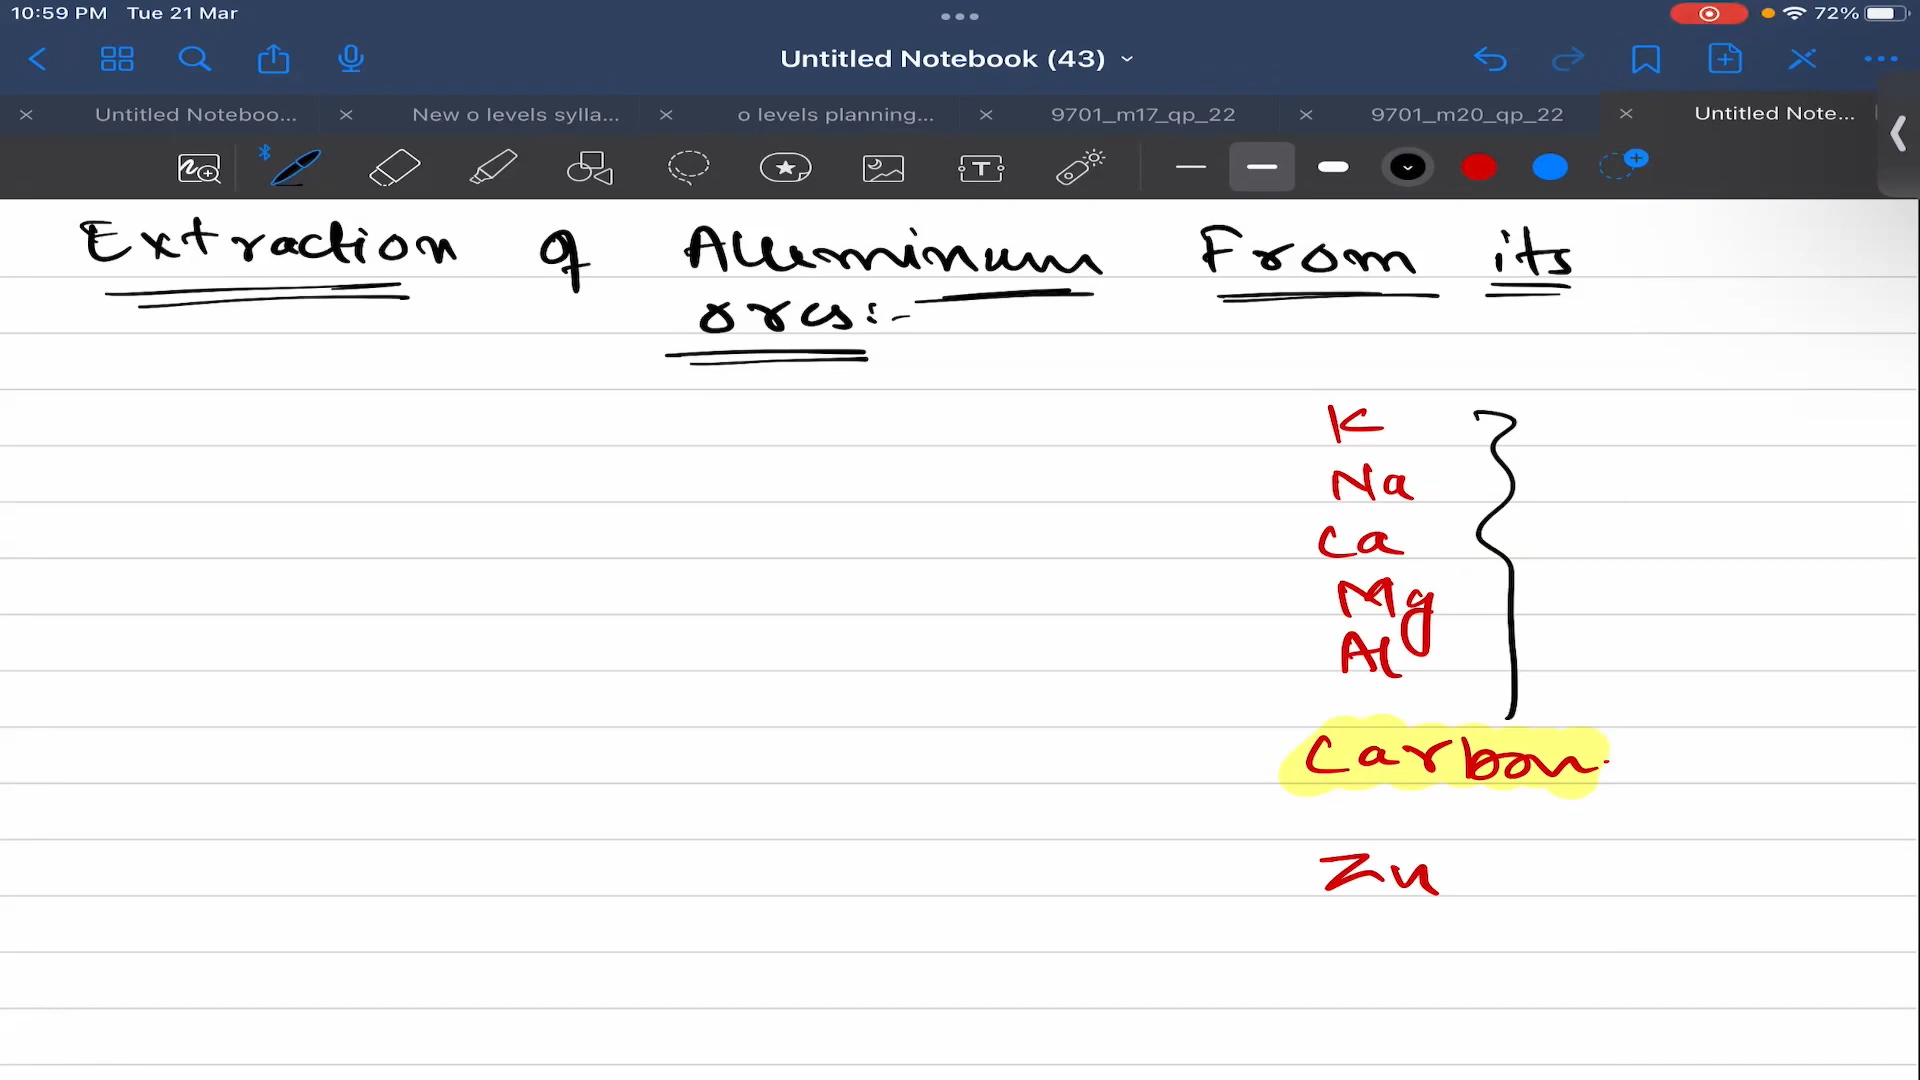 10:59 PM Tue 21 Mar
72%
Untitled Notebook (43)
Untitled Noteboo...
New o levels sylla...
o levels planning...
9701_m17_qp_22
9701_m20_qp_22
Untitled Note...
Extraction of Aluminum From its
ores:-
K
Na
Ca
Mg
Al
Carbon.
Zn